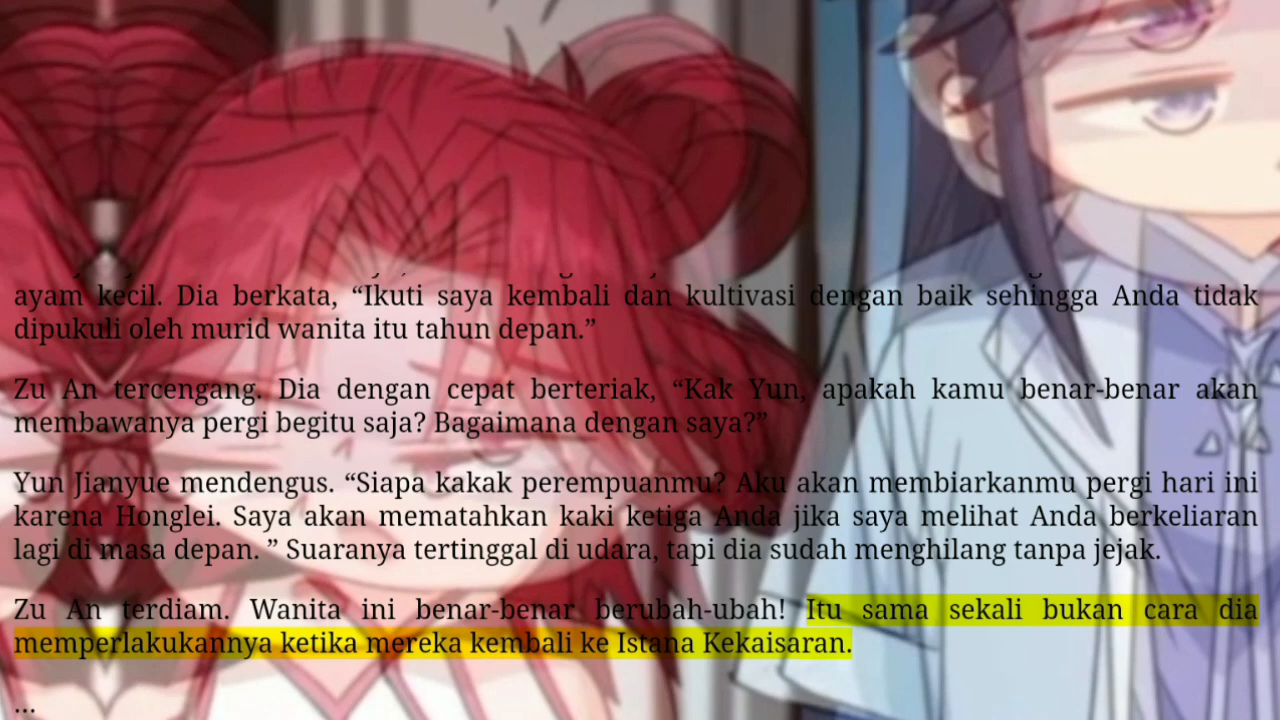 ayam kecil. Dia berkata, “Ikuti saya kembali dan kultivasi dengan baik sehingga Anda tidak
dipukuli oleh murid wanita itu tahun depan.”
Zu An tercengang. Dia dengan cepat berteriak, “Kak Yun, apakah kamu benar-benar akan
membawanya pergi begitu saja? Bagaimana dengan saya?”
Yun Jianyue mendengus. “Siapa kakak perempuanmu? Aku akan membiarkanmu pergi hari ini
karena Honglei. Saya akan mematahkan kaki ketiga Anda jika saya melihat Anda berkeliaran
lagi di masa depan. ” Suaranya tertinggal di udara, tapi dia sudah menghilang tanpa jejak.
Zu An terdiam. Wanita ini benar-benar berubah-ubah! Itu sama sekali bukan cara dia
memperlakukannya ketika mereka kembali ke Istana Kekaisaran.
...